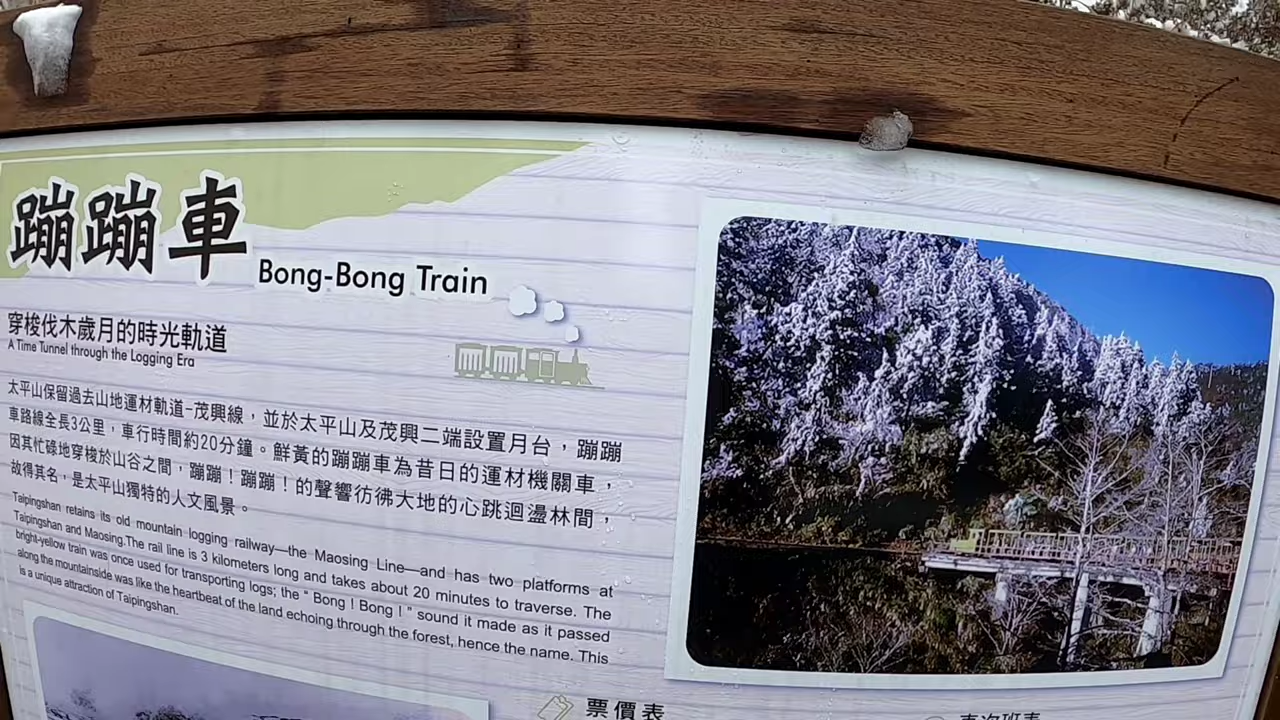 蹦蹦車
Bong-Bong Train
穿梭伐木歲月的時光軌道
A Time Tunnel through the Logging Era
太平山保留過去山地運材軌道-茂興線，並於太平山及茂興二端設置月台，蹦蹦
車路線全長3公里，車行時間約20分鐘。鮮黃的蹦蹦車為昔日的運材機關車，
因其忙碌地穿梭於山谷之間，蹦蹦！蹦蹦！的聲響彷彿大地的心跳迴盪林間，
故得其名，是太平山獨特的人文風景。
Taipingshan retains its old mountain logging railway—the Maosing Line—and has two platforms at
Taipingshan and Maosing.The rail line is 3 kilometers long and takes about 20 minutes to traverse. The
bright-yellow train was once used for transporting logs; the " Bong ! Bong ! " sound it made as it passed
along the mountainside was like the heartbeat of the land echoing through the forest, hence the name. This
is a unique attraction of Taipingshan.
票價表
車次班表